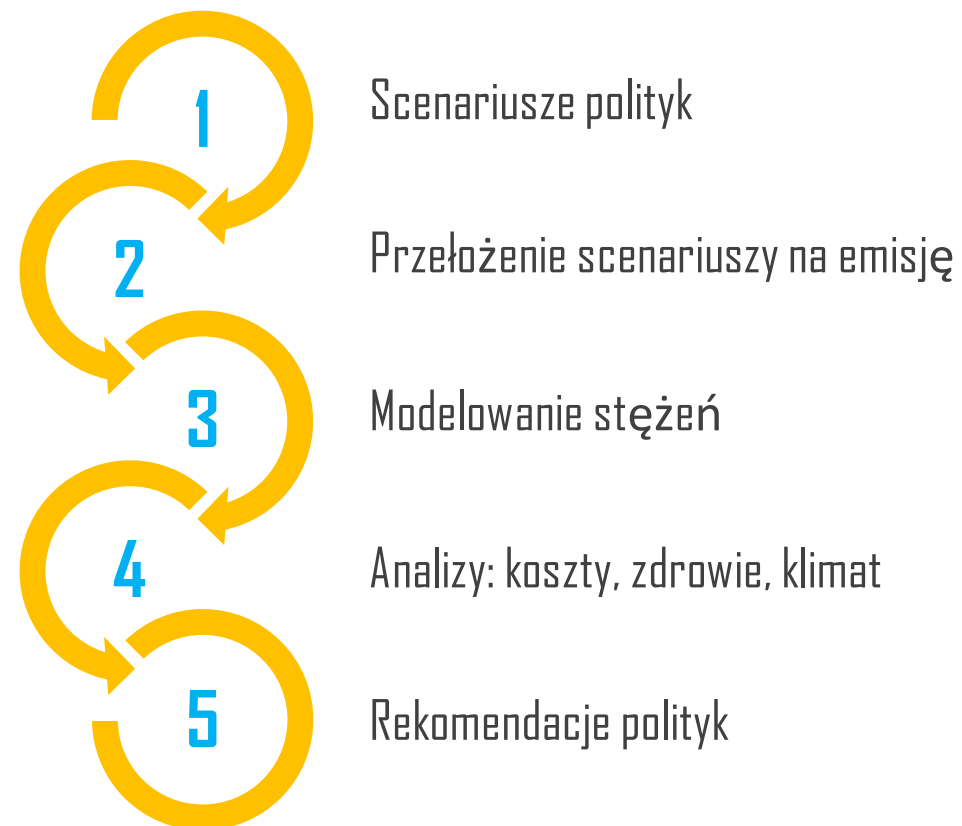 1 Scenariusze polityk
2 Przełożenie scenariuszy na emisję
3 Modelowanie stężeń
4 Analizy: koszty, zdrowie, klimat
5 Rekomendacje polityk